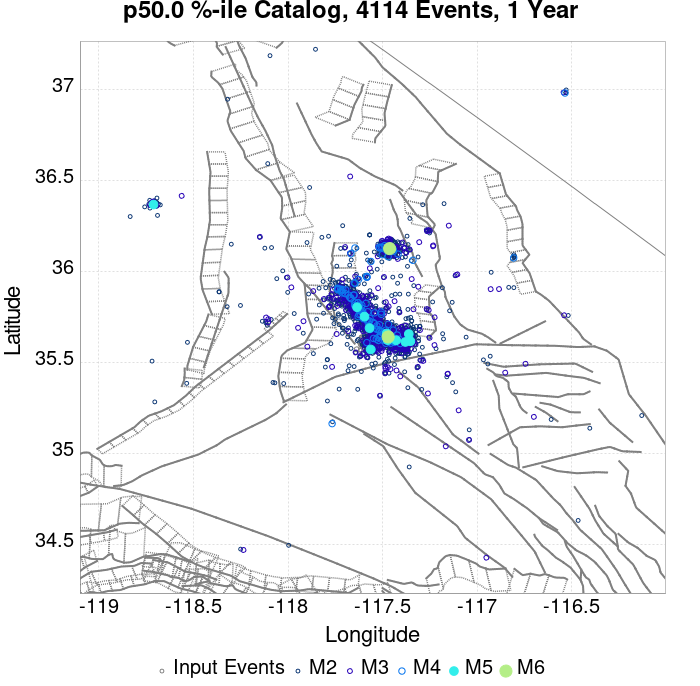 p50.0 %-ile Catalog, 4114 Events, 1 Year
37
36.5
36
35.5
35
34.5
Latitude
-119 -118.5 -118 -117.5 -117 -116.5
Longitude
Input Events M2 M3 M4 M5 M6